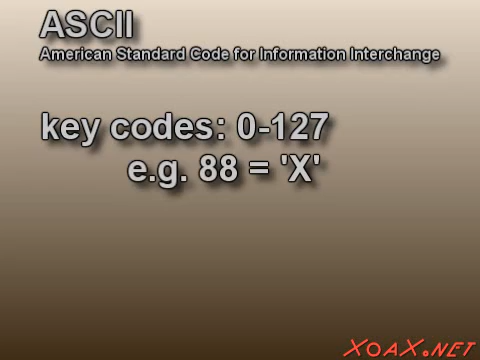 ASCII
American Standard Code for Information Interchange
key codes: 0-127
e.g. 88 = 'X'
XOAX.NET